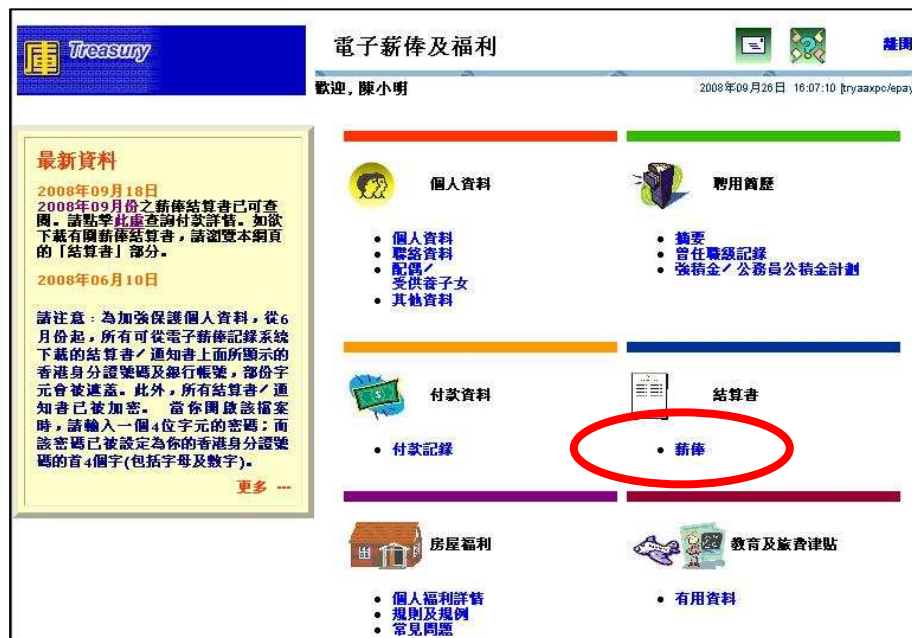 庫 Treasury
電子薪俸及福利
離開
歡迎, 陳小明
2008年09月26日 16:07:10 [tryaaxpc/epay
最新資料
2008年09月18日
2008年09月份之薪俸結算書已可查
閱。請點擊此處查詢付款詳情。如欲
下載有關薪俸結算書，請瀏覽本網頁
的「結算書」部分。
2008年06月10日
請注意：為加強保護個人資料，從6
月份起，所有可從電子薪俸記錄系統
下載的結算書／通知書上面所顯示的
香港身分證號碼及銀行帳號，部份字
元會被遮蓋。此外，所有結算書／通
知書已被加密。 當你開啟該檔案
時，請輸入一個4位字元的密碼；而
該密碼已被設定為你的香港身分證號
碼的首4個字(包括字母及數字)。
更多 ---
個人資料
• 個人資料
• 聯絡資料
• 配偶／
受供養子女
• 其他資料
聘用簡歷
• 摘要
• 曾任職級記錄
• 強積金／公務員公積金計劃
付款資料
• 付款記錄
結算書
• 薪俸
房屋福利
• 個人福利詳情
• 規則及規例
• 常見問題
教育及旅費津貼
• 有用資料